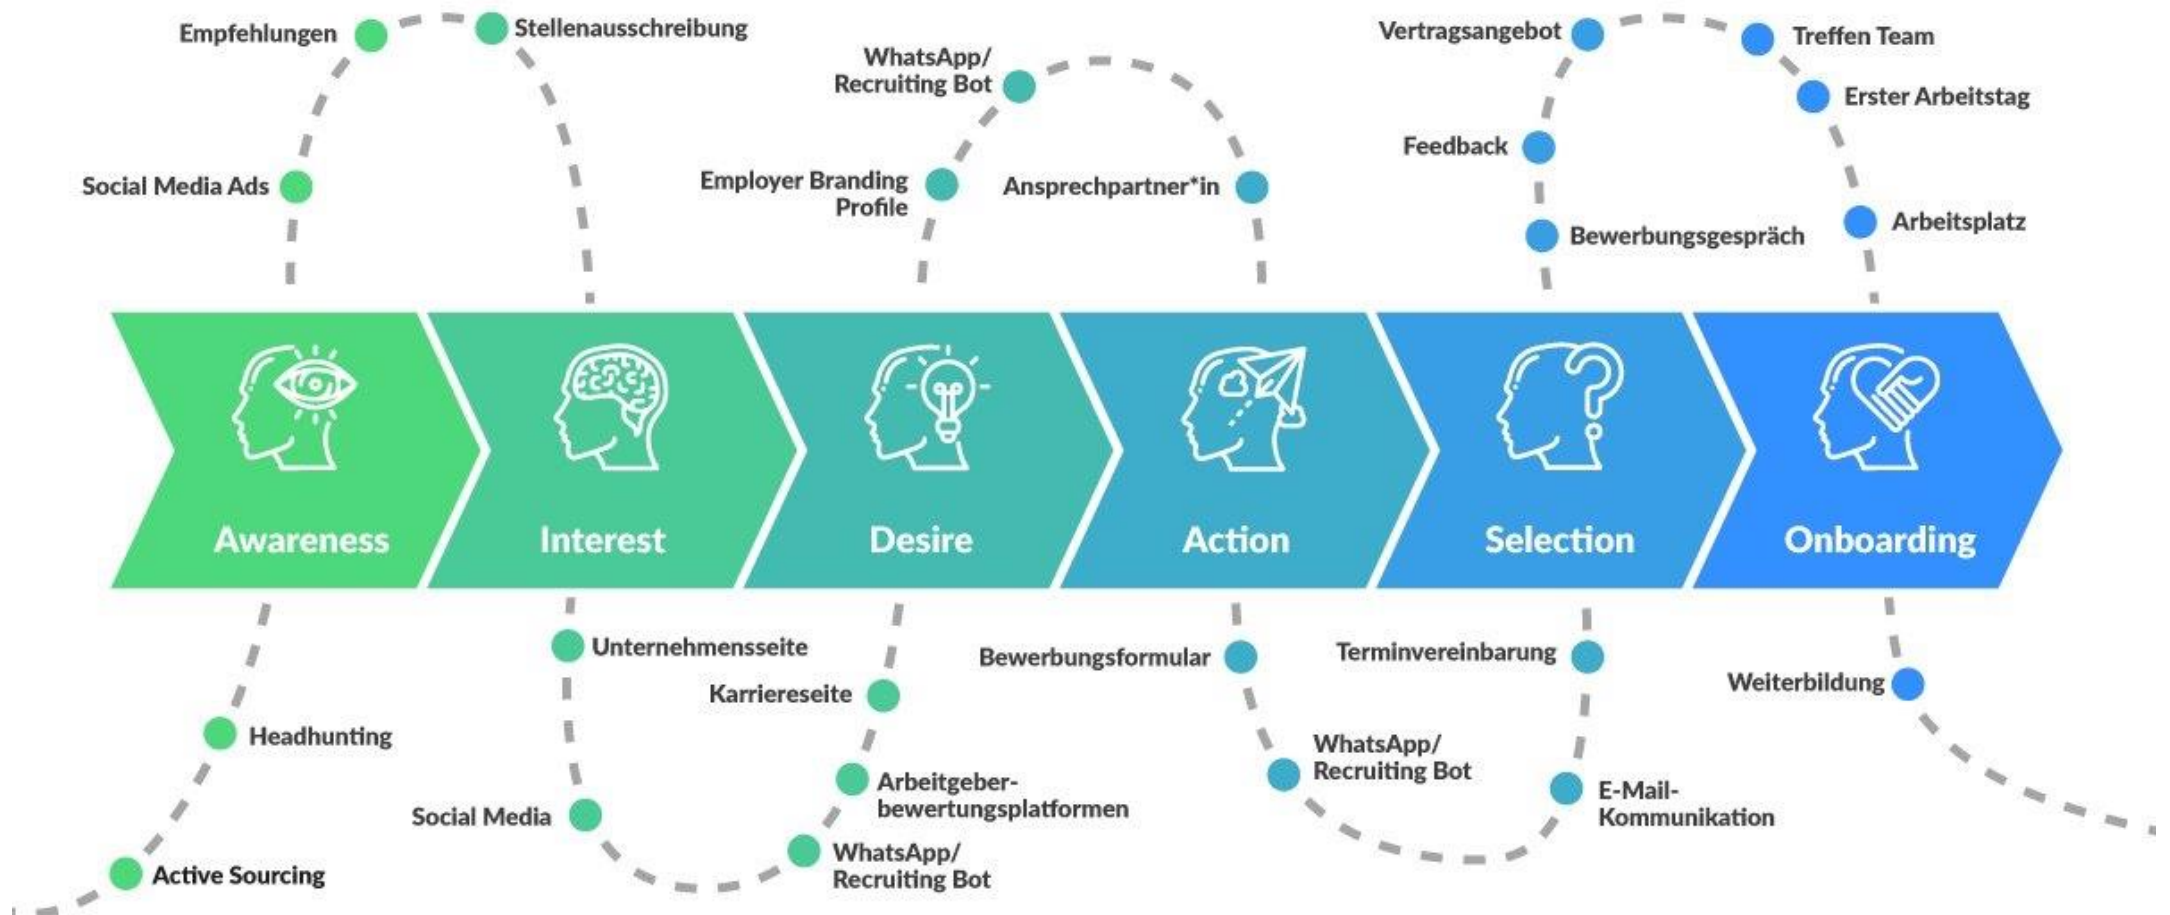 Empfehlungen
Stellenausschreibung
Social Media Ads
WhatsApp/
Recruiting Bot
Employer Branding
Profile
Ansprechpartner*in
Vertragsangebot
Treffen Team
Erster Arbeitstag
Feedback
Bewerbungsgespräch
Arbeitsplatz
Awareness
Interest
Desire
Action
Selection
Onboarding
Headhunting
Active Sourcing
Unternehmensseite
Karriereseite
Social Media
Arbeitgeber-
bewertungsplatformen
WhatsApp/
Recruiting Bot
Bewerbungsformular
WhatsApp/
Recruiting Bot
Terminvereinbarung
E-Mail-
Kommunikation
Weiterbildung